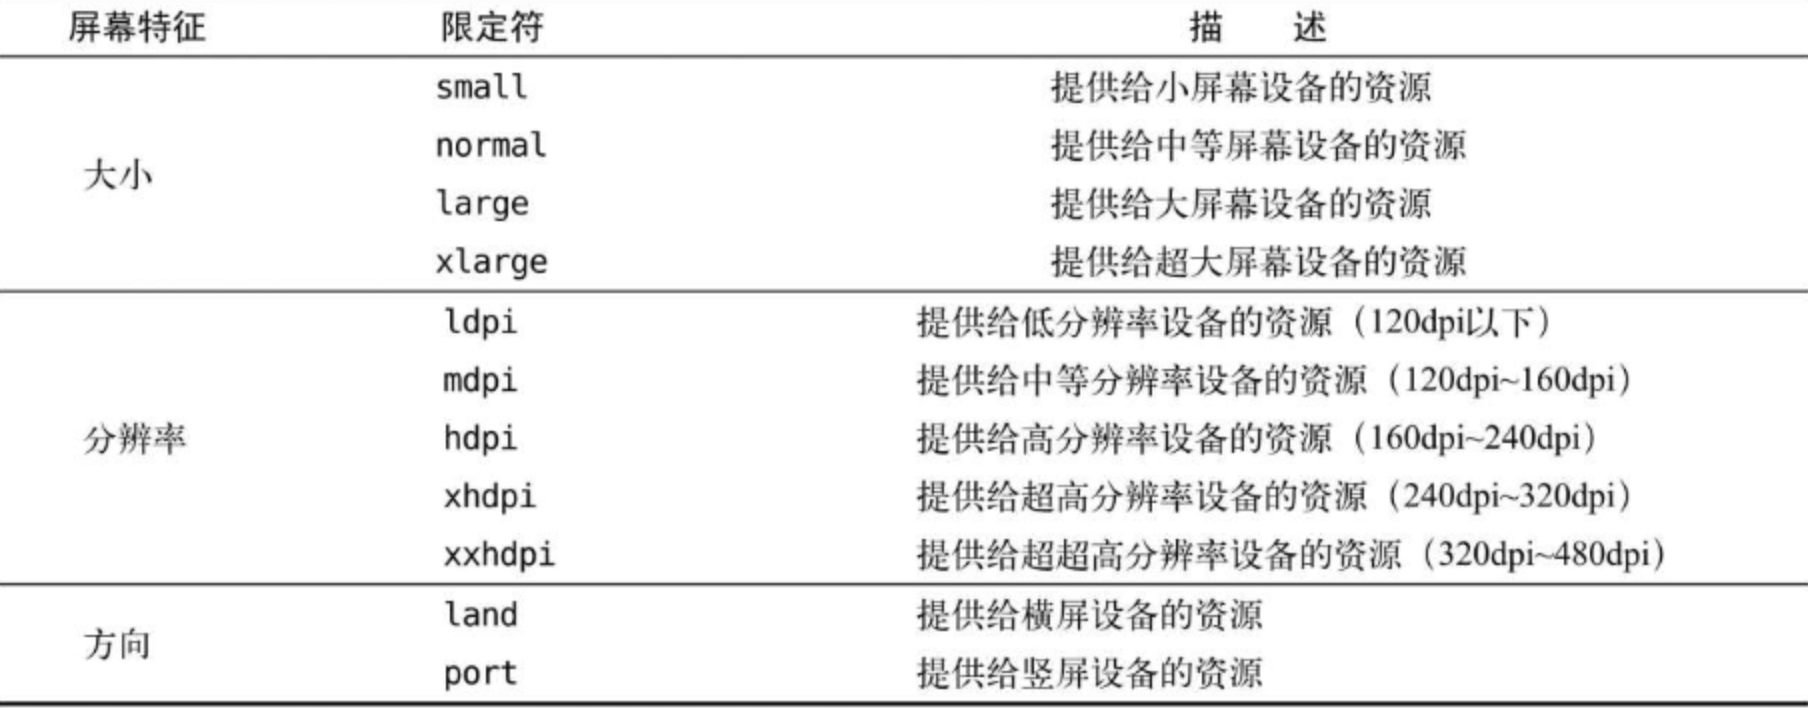 屏幕特征 限定符 描 述
small 提供给小屏幕设备的资源
normal 提供给中等屏幕设备的资源
大小
large 提供给大屏幕设备的资源
xlarge 提供给超大屏幕设备的资源
ldpi 提供给低分辨率设备的资源（120dpi以下）
mdpi 提供给中等分辨率设备的资源（120dpi~160dpi）
分辨率 hdpi 提供给高分辨率设备的资源（160dpi~240dpi）
xhdpi 提供给超高分辨率设备的资源（240dpi~320dpi）
xxhdpi 提供给超超高分辨率设备的资源（320dpi~480dpi）
land 提供给横屏设备的资源
方向
port 提供给竖屏设备的资源